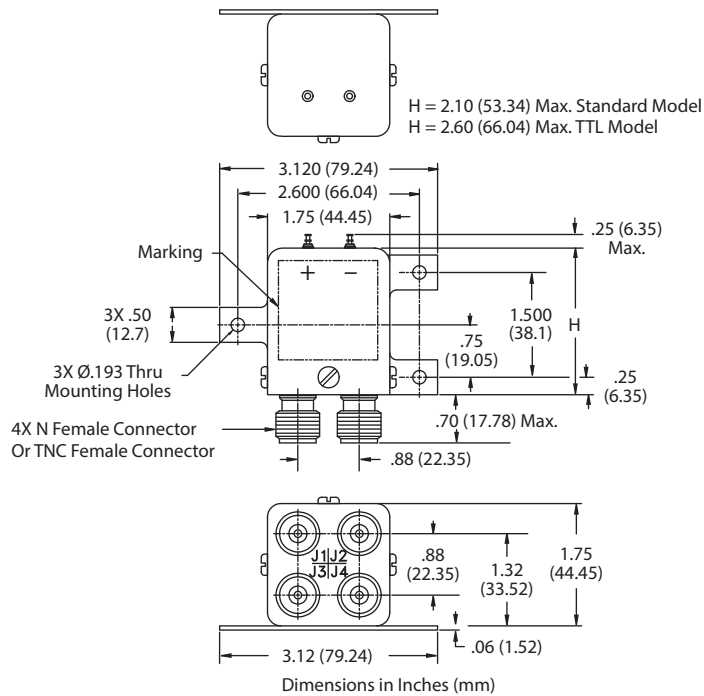 H = 2.10 (53.34) Max. Standard Model
H = 2.60 (66.04) Max. TTL Model
3.120 (79.24)
2.600 (66.04)
1.75 (44.45)
.25 (6.35)
Max.
Marking
+ −
3X .50
(12.7)
1.500
(38.1)
H
.75
(19.05)
3X Ø.193 Thru
Mounting Holes
.25
(6.35)
.70 (17.78) Max.
4X N Female Connector
Or TNC Female Connector
.88 (22.35)
J1 J2
J3 J4
.88
(22.35)
1.32
(33.52)
1.75
(44.45)
.06 (1.52)
3.12 (79.24)
Dimensions in Inches (mm)